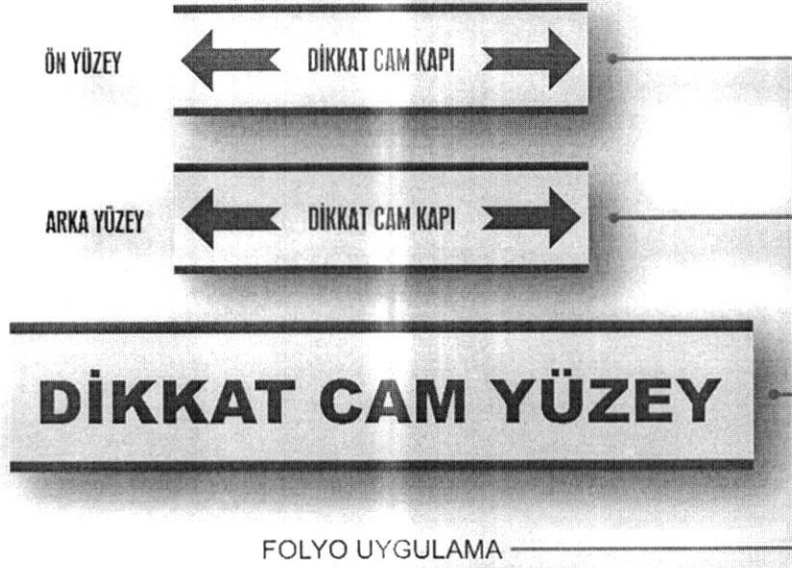 ÖN YÜZEY
DİKKAT CAM KAPI
ARKA YÜZEY
DİKKAT CAM KAPI
DİKKAT CAM YÜZEY
FOLYO UYGULAMA